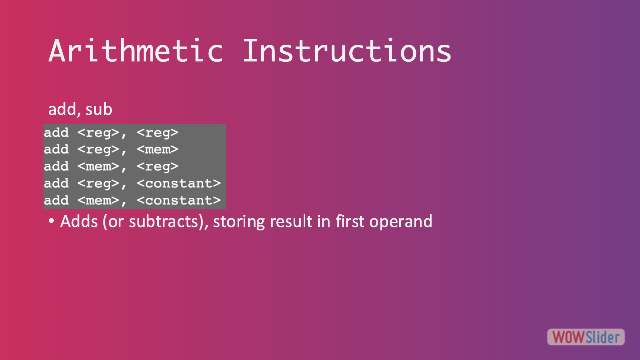 Arithmetic Instructions
add, sub
add <reg>, <reg>
add <reg>, <mem>
add <mem>, <reg>
add <reg>, <constant>
add <mem>, <constant>
• Adds (or subtracts), storing result in first operand
WOWSlider